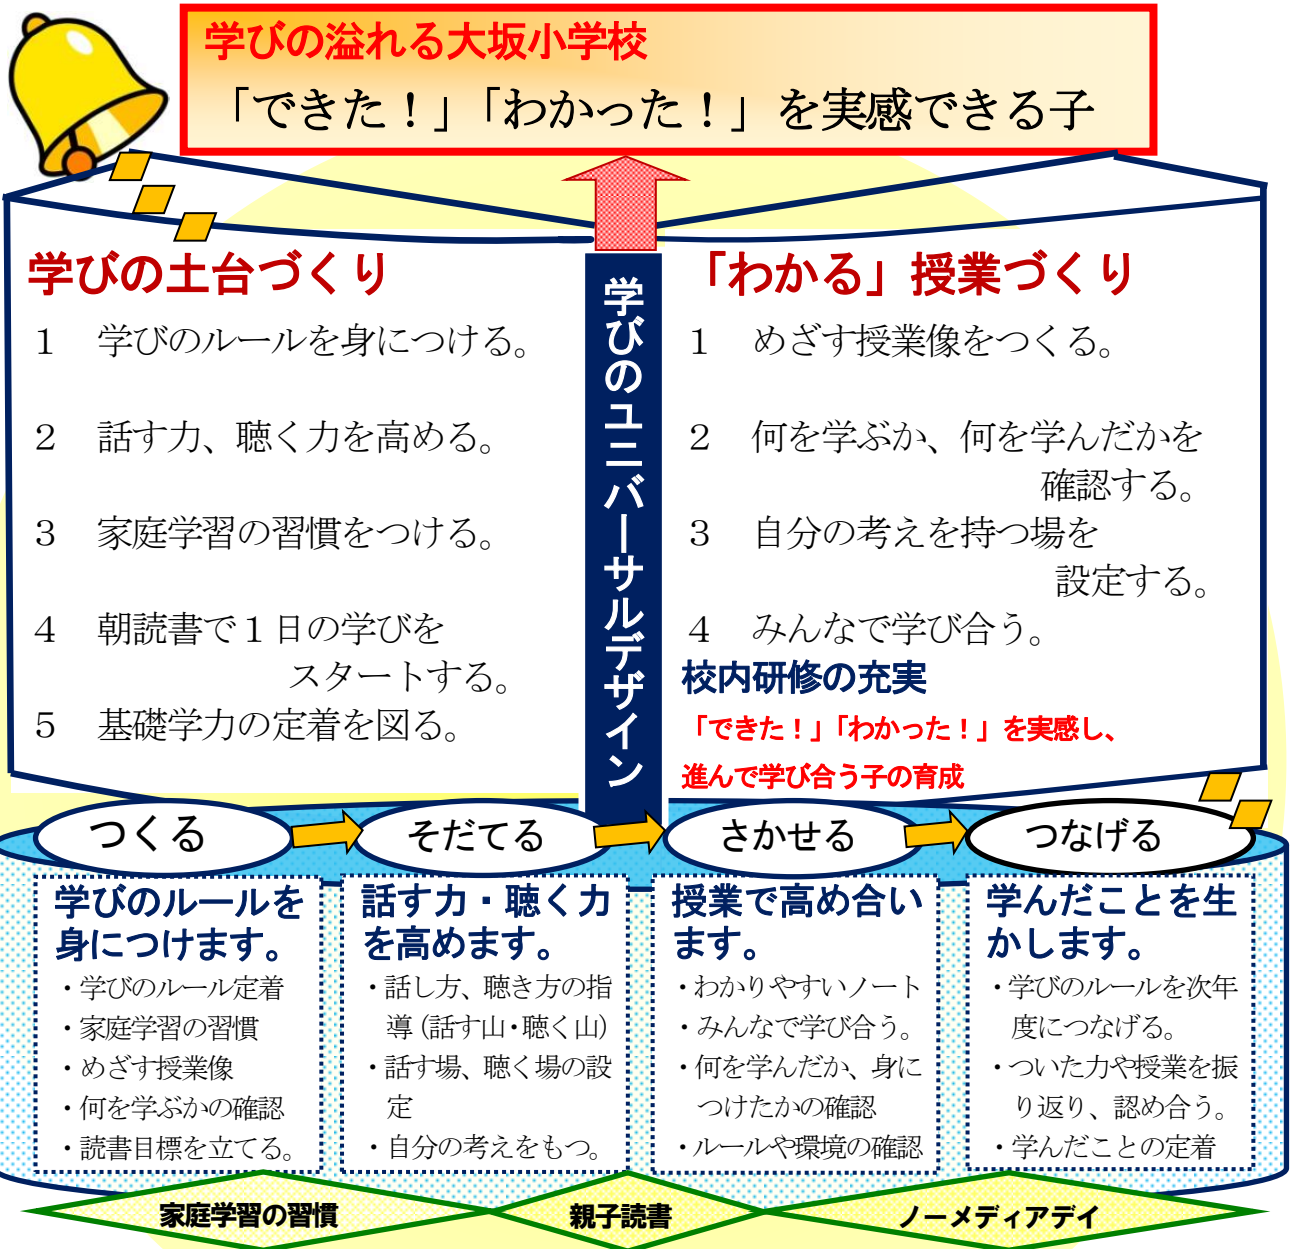 学びの溢れる大坂小学校
「できた！」「わかった！」を実感できる子
学びの土台づくり
１　学びのルールを身につける。
２　話す力、聴く力を高める。
３　家庭学習の習慣をつける。
４　朝読書で１日の学びを
スタートする。
５　基礎学力の定着を図る。
学びのユニバーサルデザイン
「わかる」授業づくり
１　めざす授業像をつくる。
２　何を学ぶか、何を学んだかを
確認する。
３　自分の考えを持つ場を
設定する。
４　みんなで学び合う。
校内研修の充実
「できた！」「わかった！」を実感し、
進んで学び合う子の育成
つくる
そだてる
さかせる
つなげる
学びのルールを
身につけます。
・学びのルール定着
・家庭学習の習慣
・めざす授業像
・何を学ぶかの確認
・読書目標を立てる。
話す力・聴く力
を高めます。
・話し方、聴き方の指
導（話す山・聴く山）
・話す場、聴く場の設
定
・自分の考えをもつ。
授業で高め合い
ます。
・わかりやすいノート
・みんなで学び合う。
・何を学んだか、身に
つけたかの確認
・ルールや環境の確認
学んだことを生
かします。
・学びのルールを次年
度につなげる。
・ついた力や授業を振
り返り、認め合う。
・学んだことの定着
家庭学習の習慣
親子読書
ノーメディアデイ